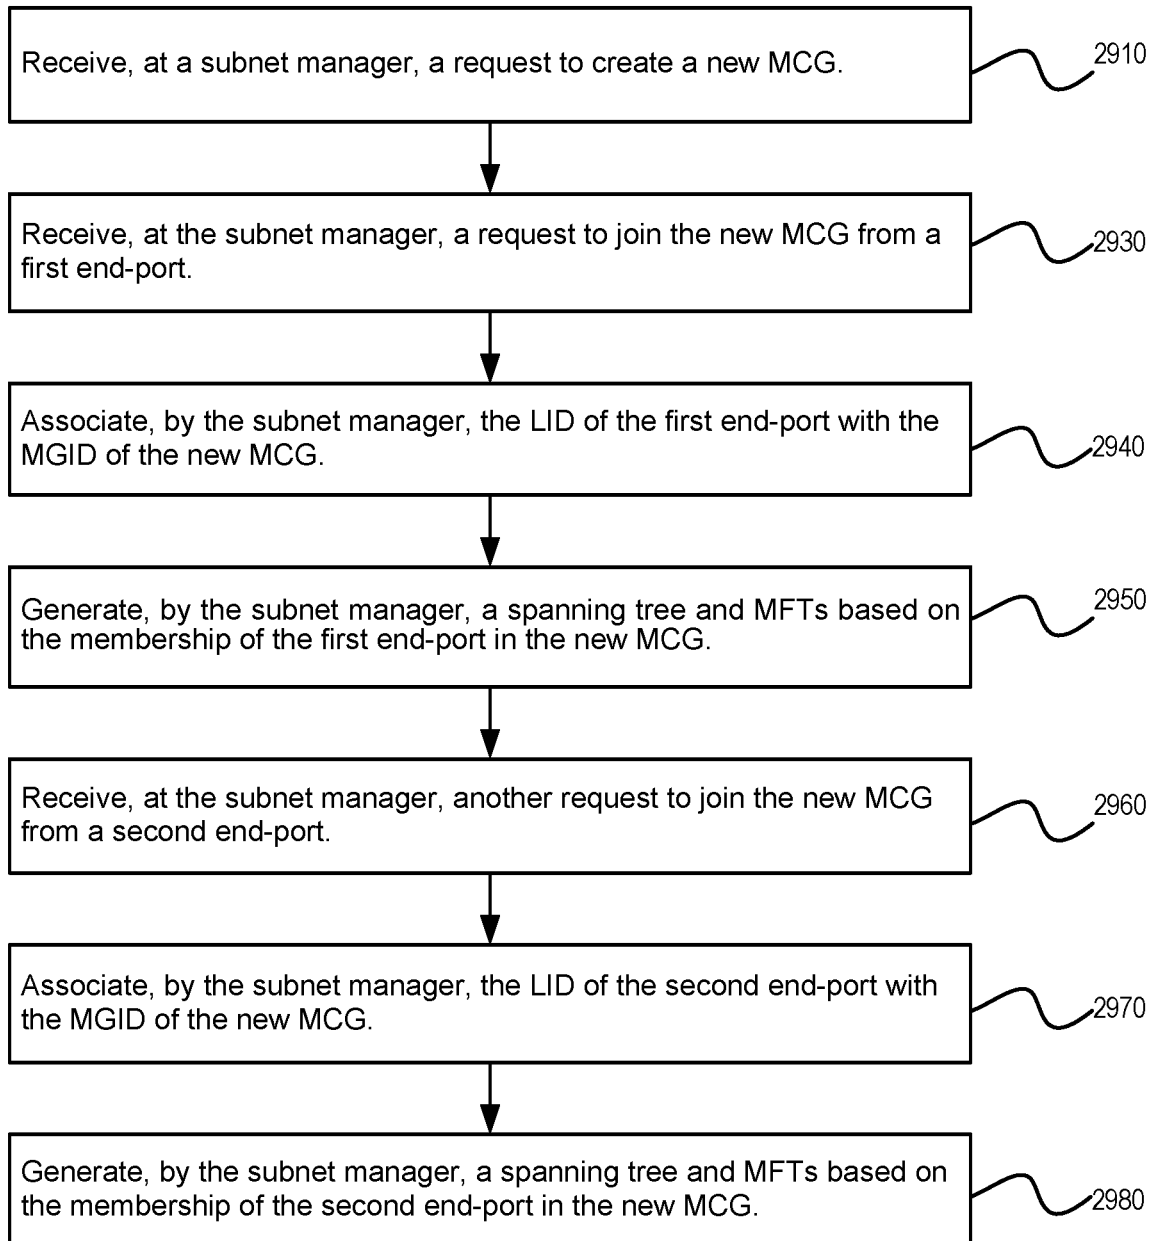 Receive, at a subnet manager, a request to create a new MCG.
2910
Receive, at the subnet manager, a request to join the new MCG from a
first end-port.
2930
Associate, by the subnet manager, the LID of the first end-port with the
MGID of the new MCG.
2940
Generate, by the subnet manager, a spanning tree and MFTs based on
the membership of the first end-port in the new MCG.
2950
Receive, at the subnet manager, another request to join the new MCG
from a second end-port.
2960
Associate, by the subnet manager, the LID of the second end-port with
the MGID of the new MCG.
2970
Generate, by the subnet manager, a spanning tree and MFTs based on
the membership of the second end-port in the new MCG.
2980